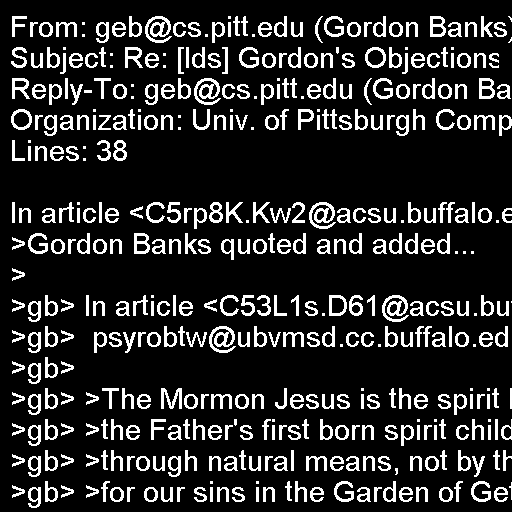 From: geb@cs.pitt.edu (Gordon Banks)
Subject: Re: [lds] Gordon's Objections
Reply-To: geb@cs.pitt.edu (Gordon Ba
Organization: Univ. of Pittsburgh Comp
Lines: 38

In article <C5rp8K.Kw2@acsu.buffalo.e
>Gordon Banks quoted and added...
>
>gb> In article <C53L1s.D61@acsu.bu
>gb>  psyrobtw@ubvmsd.cc.buffalo.ed
>gb>
>gb> >The Mormon Jesus is the spirit
>gb> >the Father's first born spirit child
>gb> >through natural means, not by th
>gb> >for our sins in the Garden of Get